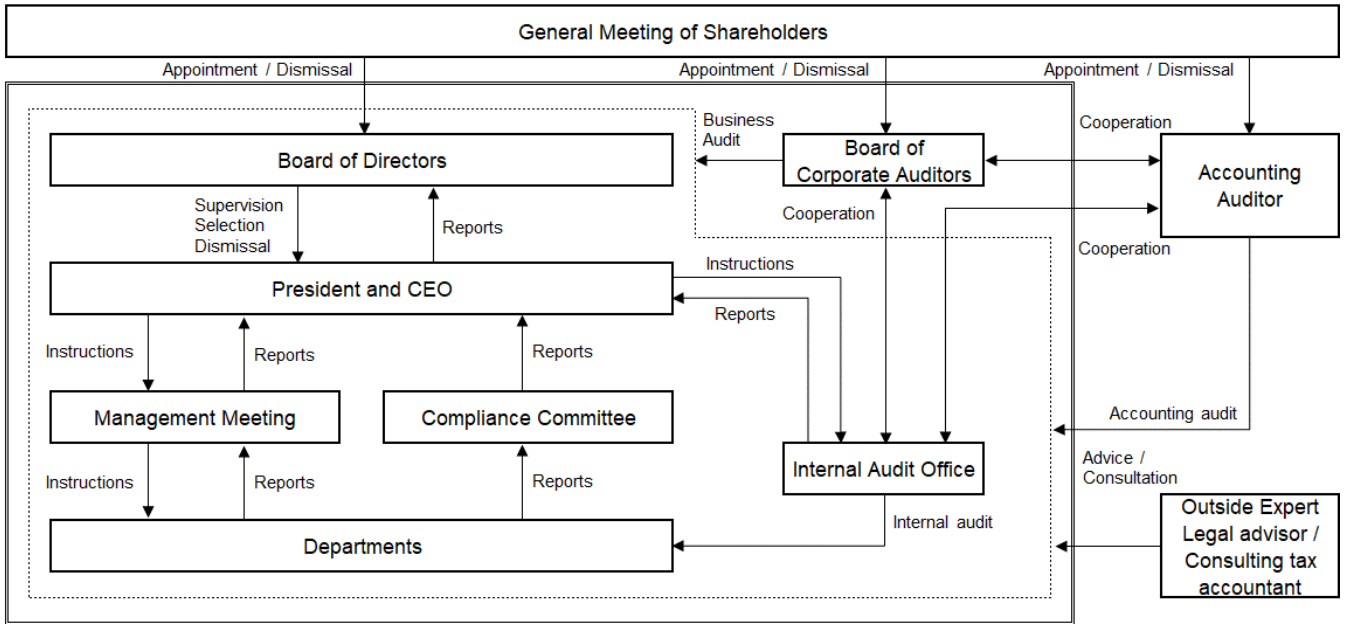 General Meeting of Shareholders
Appointment / Dismissal
Appointment / Dismissal
Appointment / Dismissal
Business
Audit
Cooperation
Board of Directors
Board of
Corporate Auditors
Accounting
Auditor
Supervision
Selection
Dismissal
Reports
Cooperation
Cooperation
President and CEO
Instructions
Reports
Instructions
Reports
Reports
Management Meeting
Compliance Committee
Accounting audit
Internal Audit Office
Advice /
Consultation
Instructions
Reports
Reports
Internal audit
Departments
Outside Expert
Legal advisor /
Consulting tax
accountant